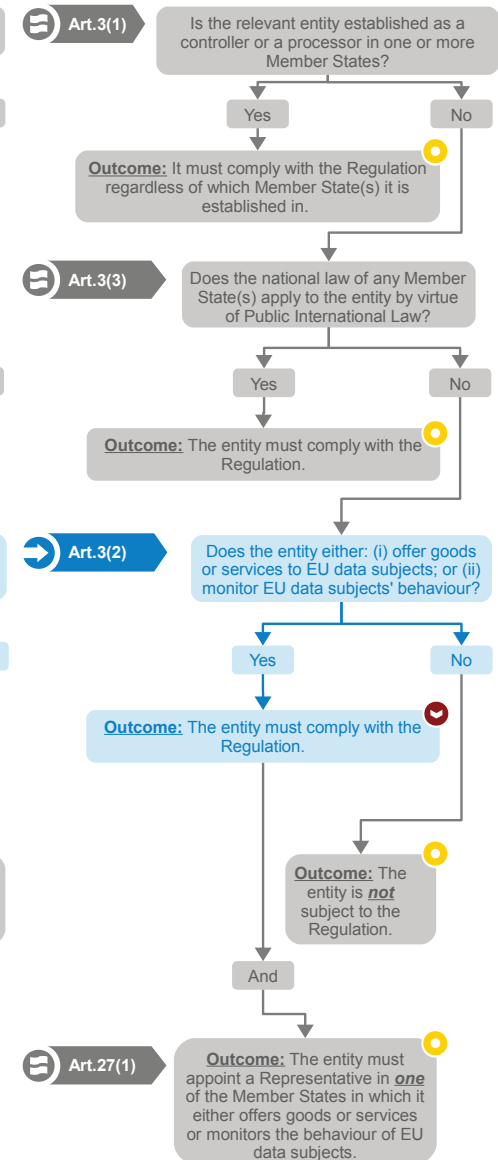 Art.3(1)
Is the relevant entity established as a
controller or a processor in one or more
Member States?
Yes
No
Outcome: It must comply with the Regulation
regardless of which Member State(s) it is
established in.
Art.3(3)
Does the national law of any Member
State(s) apply to the entity by virtue
of Public International Law?
Yes
No
Outcome: The entity must comply with the
Regulation.
Art.3(2)
Does the entity either: (i) offer goods
or services to EU data subjects; or (ii)
monitor EU data subjects' behaviour?
Yes
No
Outcome: The entity must comply with the
Regulation.
Outcome: The
entity is not
subject to the
Regulation.
And
Art.27(1)
Outcome: The entity must
appoint a Representative in one
of the Member States in which it
either offers goods or services
or monitors the behaviour of EU
data subjects.